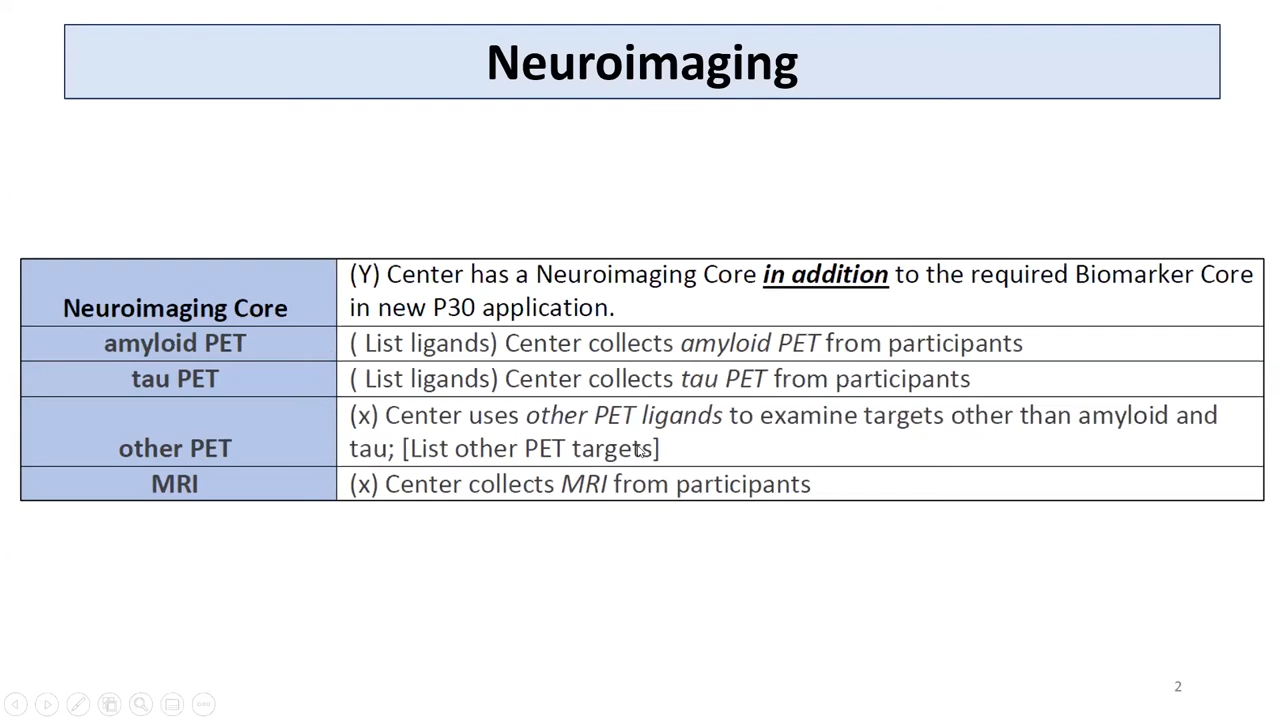 Neuroimaging
Neuroimaging Core
(Y) Center has a Neuroimaging Core in addition to the required Biomarker Core
in new P30 application.
amyloid PET
( List ligands) Center collects amyloid PET from participants
tau PET
( List ligands) Center collects tau PET from participants
other PET
(x) Center uses other PET ligands to examine targets other than amyloid and
tau; [List other PET targets]
MRI
(x) Center collects MRI from participants
2